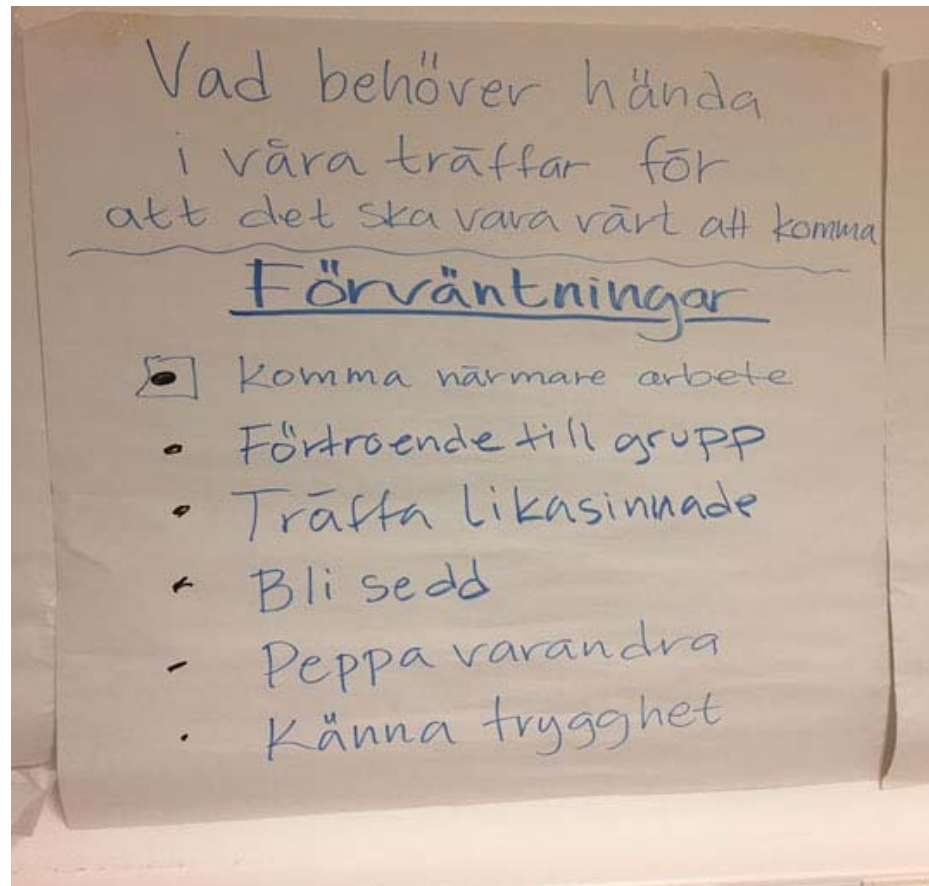 Vad behöver hända
i våra träffar för
att det ska vara värt att komma
Förväntningar
• Komma närmare arbete
• Förtroende till grupp
• Träffa likasinnade
- Bli sedd
- Peppa varandra
• Känna trygghet